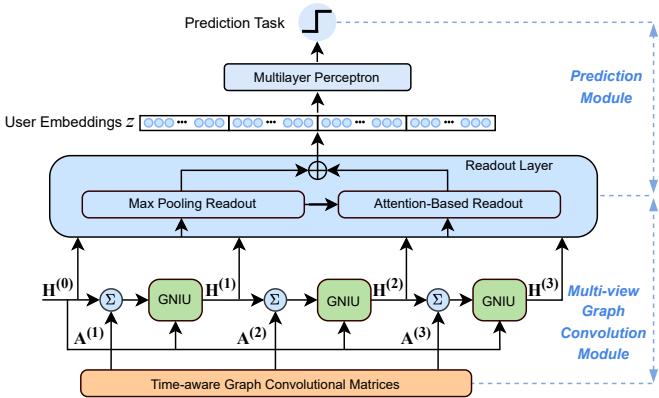 Prediction Task
Multilayer Perceptron
Prediction
Module
User Embeddings z
Readout Layer
Max Pooling Readout
Attention-Based Readout
H(0)
Σ
GNIU
H(1)
Σ
GNIU
H(2)
Σ
GNIU
H(3)
A(1)
A(2)
A(3)
Multi-view
Graph
Convolution
Module
Time-aware Graph Convolutional Matrices